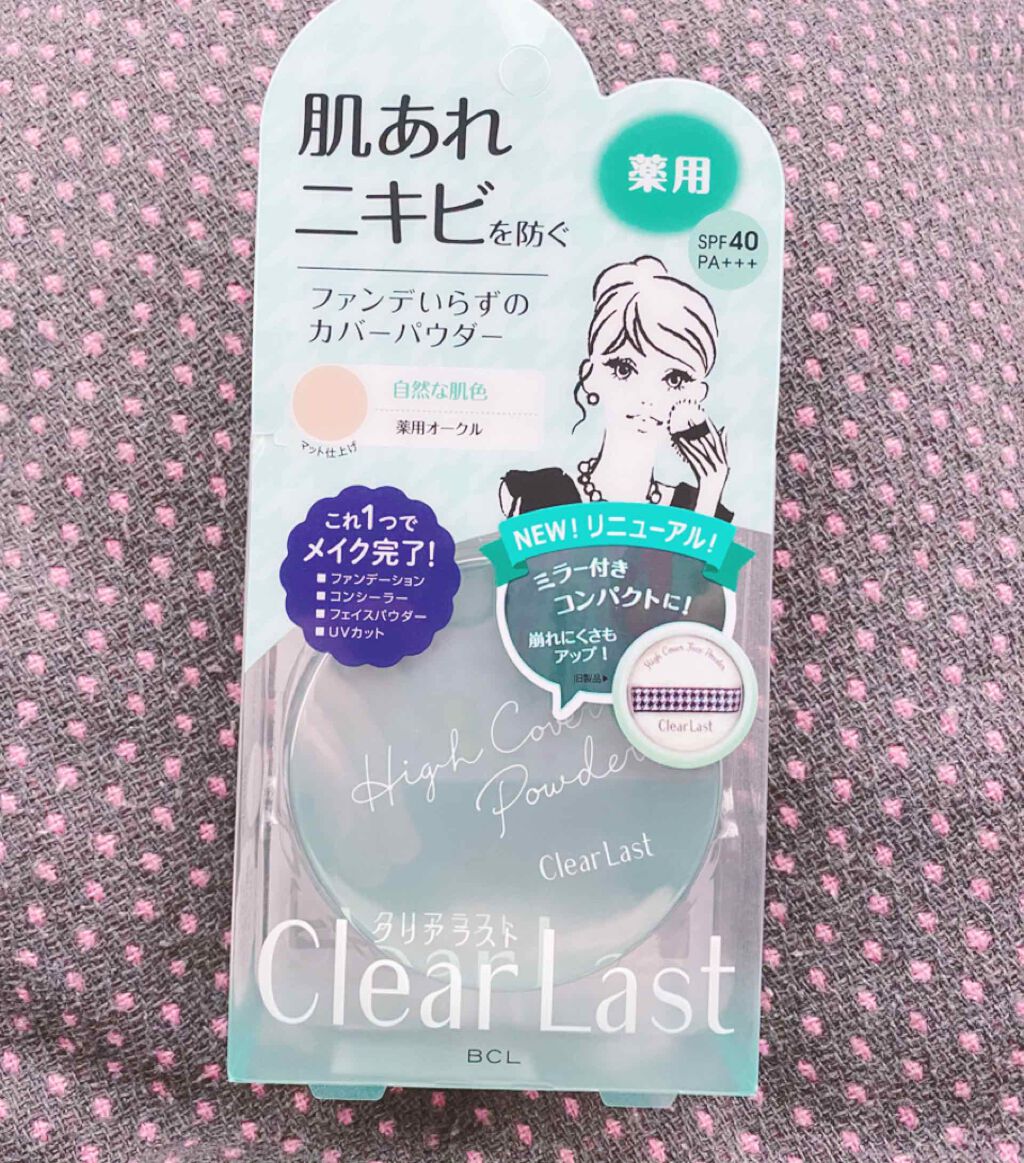 肌あれ
ニキビを防ぐ
薬用
SPF40
PA+++
ファンデいらずの
カバーパウダー
自然な肌色
薬用オークル
マット仕上げ
これ1つで
メイク完了!
■ ファンデーション
■ コンシーラー
■ フェイスパウダー
■ UVカット
NEW! リニューアル!
ミラー付き
コンパクトに!
崩れにくさも
アップ!
旧製品▶
High Cover Face Powder
ClearLast
High Cover
Powder
ClearLast
クリアラスト
ClearLast
BCL